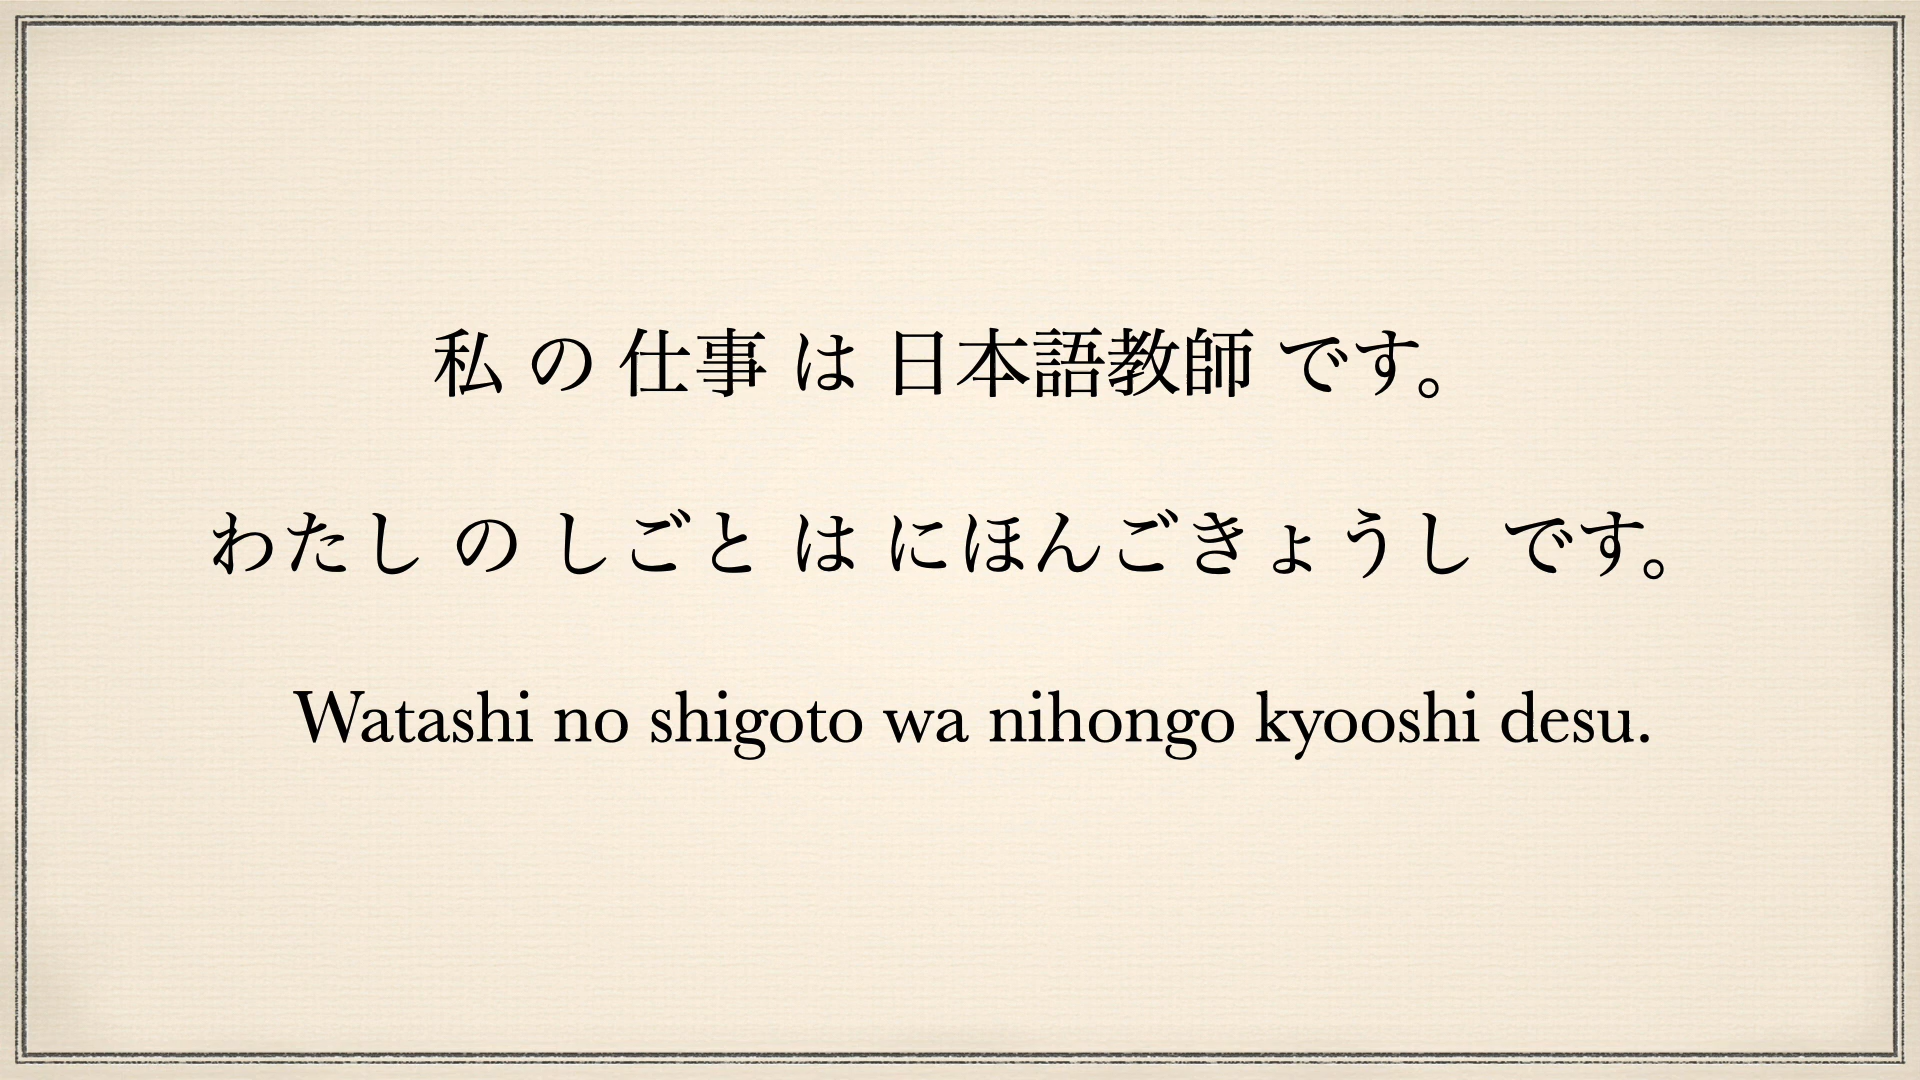 私 の 仕事 は 日本語教師 です。
わたし の しごと は にほんごきょうし です。
Watashi no shigoto wa nihongo kyooshi desu.